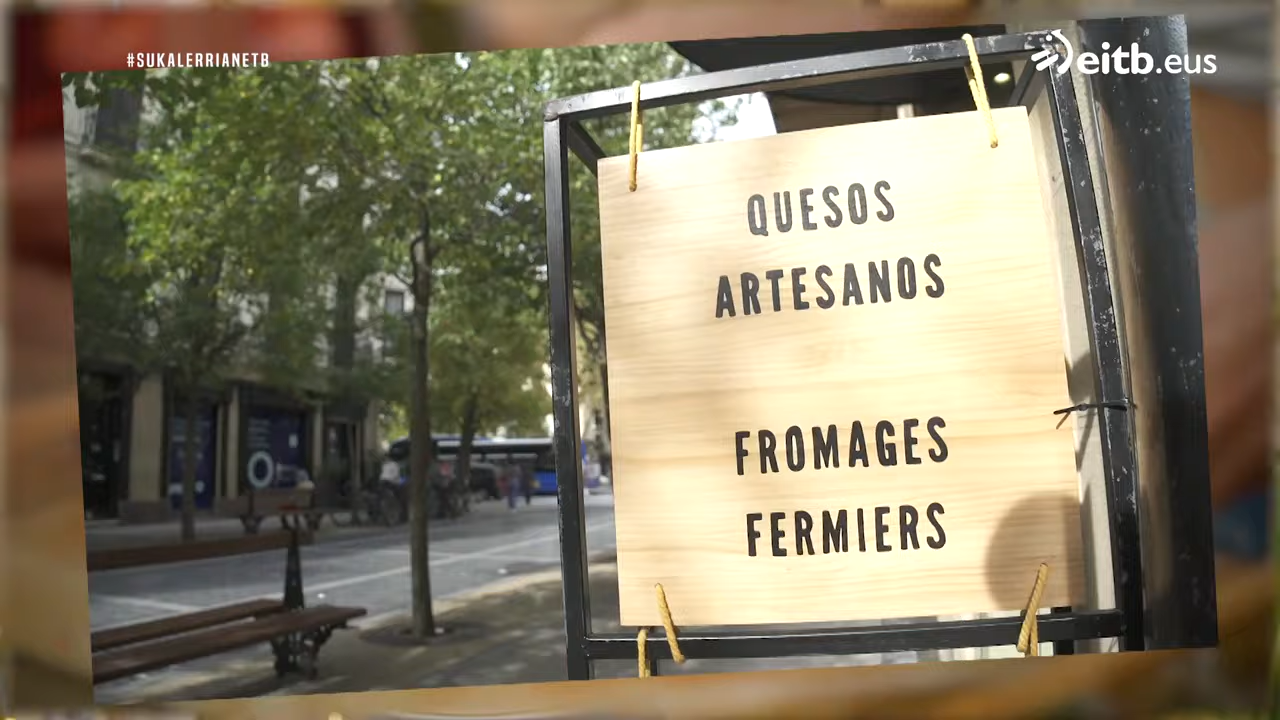 #SUKALERRIANETB
eitb.eus
QUESOS
ARTESANOS
FROMAGES
FERMIERS